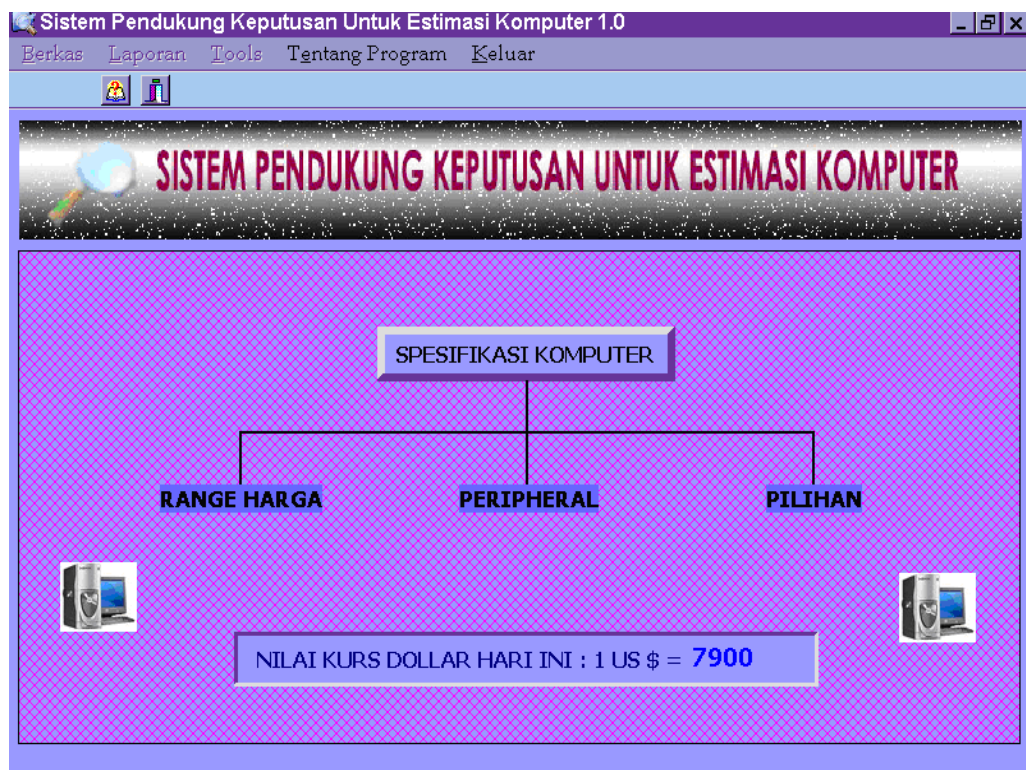 Sistem Pendukung Keputusan Untuk Estimasi Komputer 1.0
Berkas Laporan Tools Tentang Program Keluar
SISTEM PENDUKUNG KEPUTUSAN UNTUK ESTIMASI KOMPUTER
SPESIFIKASI KOMPUTER
RANGE HARGA PERIPHERAL PILIHAN
NILAI KURS DOLLAR HARI INI : 1 US $ = 7900